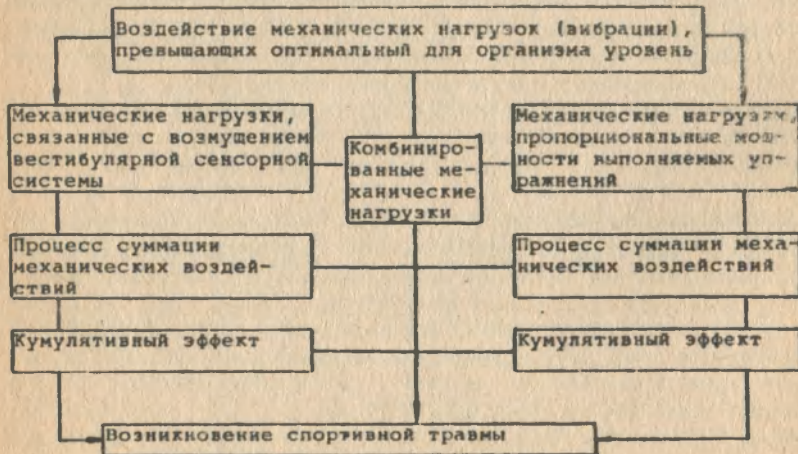 Воздействие механических нагрузок (вибрации),
превышающих оптимальный для организма уровень
Механические нагрузки,
связанные с возмущением
вестибулярной сенсорной
системы
Комбиниро-
ванные ме-
ханические
нагрузки
Механические нагрузки,
пропорциональные мощ-
ности выполняемых уп-
ражнений
Процесс суммации
механических воздей-
ствий
Процесс суммации меха-
нических воздействий
Кумулятивный эффект
Кумулятивный эффект
Возникновение спортивной травмы